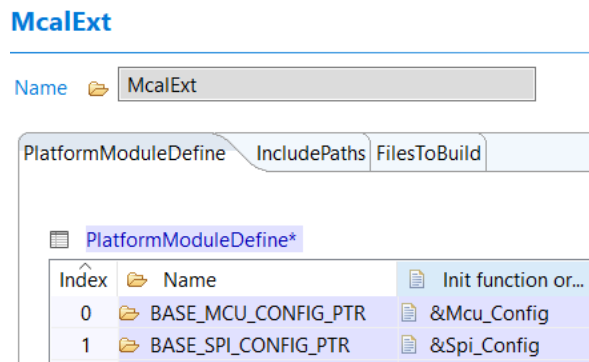 McalExt
Name McalExt
PlatformModuleDefine IncludePaths FilesToBuild
PlatformModuleDefine*
Index Name Init function or...
0 BASE_MCU_CONFIG_PTR &Mcu_Config
1 BASE_SPI_CONFIG_PTR &Spi_Config